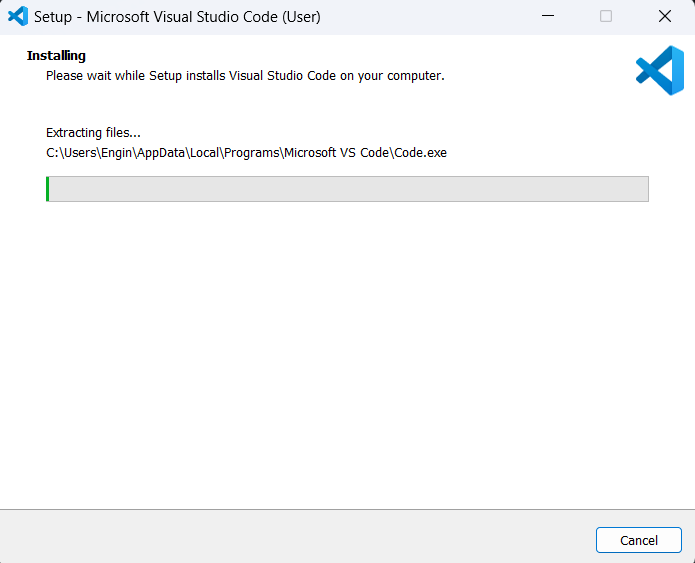 Setup - Microsoft Visual Studio Code (User)
Installing
Please wait while Setup installs Visual Studio Code on your computer.
Extracting files...
C:\Users\Engin\AppData\Local\Programs\Microsoft VS Code\Code.exe
Cancel